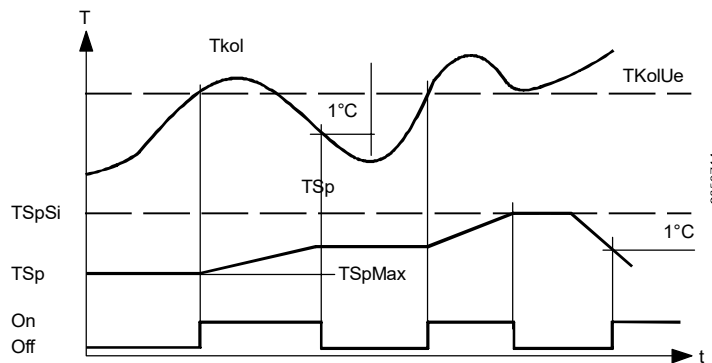 T
Tkol
TKolUe
1°C
TSp
TSpSi
1°C
TSp
TSpMax
On
Off
t